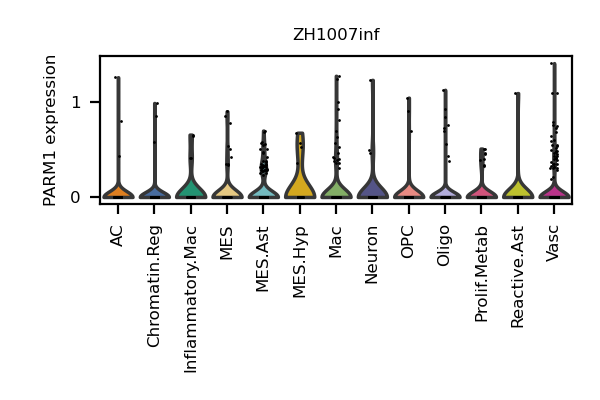 ZH1007inf
PARM1 expression
1
0
AC
Chromatin.Reg
Inflammatory.Mac
MES
MES.Ast
MES.Hyp
Mac
Neuron
OPC
Oligo
Prolif.Metab
Reactive.Ast
Vasc